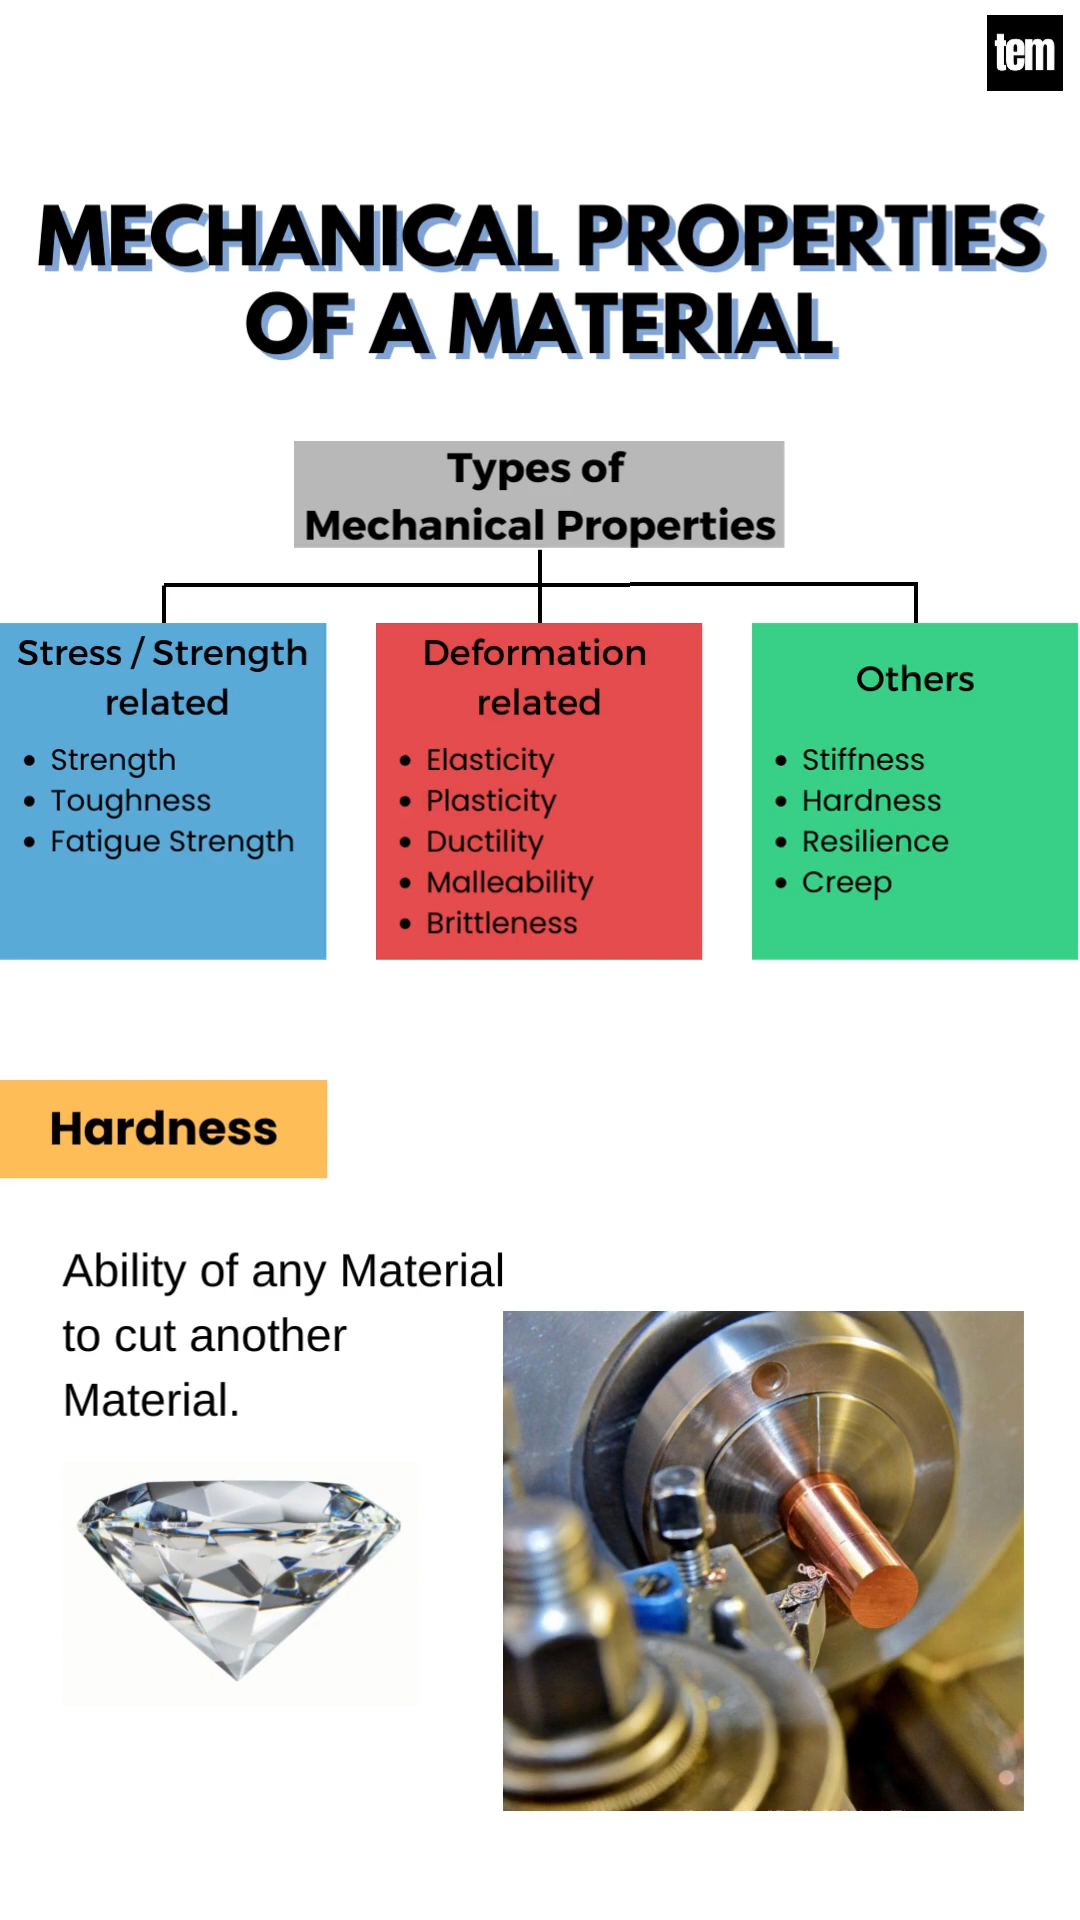 tem
MECHANICAL PROPERTIES
OF A MATERIAL
Types of
Mechanical Properties
Stress / Strength
related
• Strength
• Toughness
• Fatigue Strength
Deformation
related
• Elasticity
• Plasticity
• Ductility
• Malleability
• Brittleness
Others
• Stiffness
• Hardness
• Resilience
• Creep
Hardness
Ability of any Material
to cut another
Material.